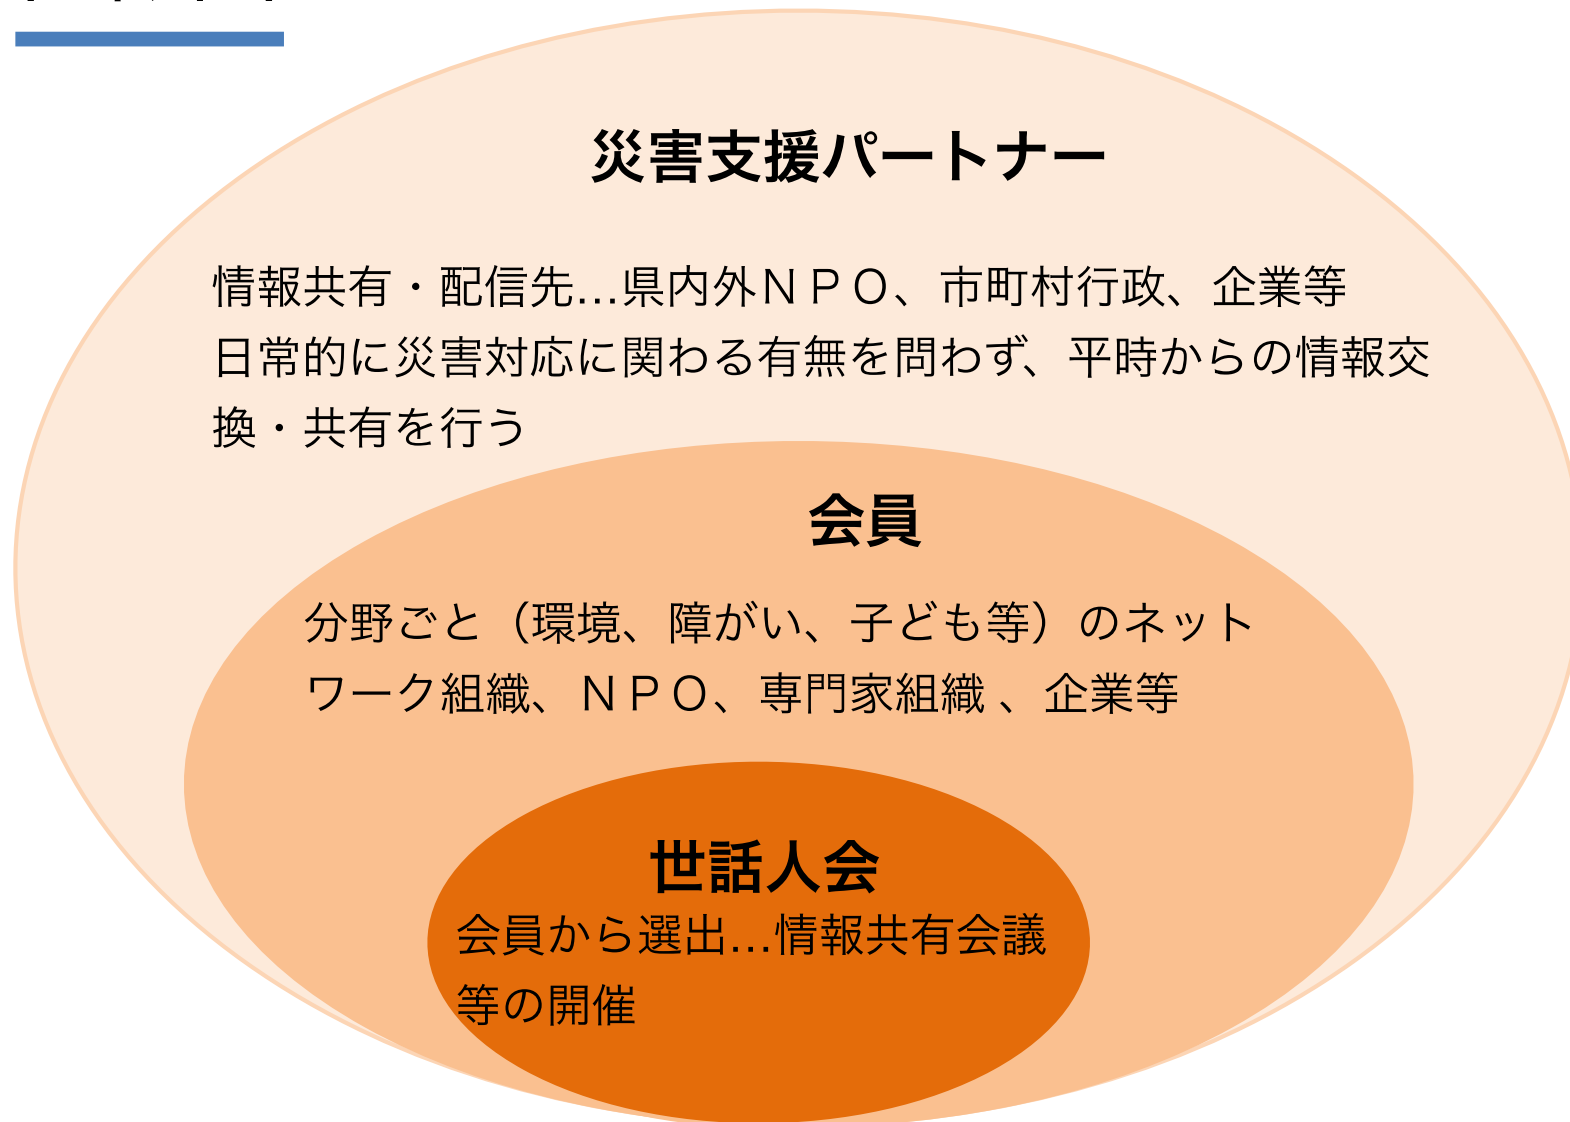 災害支援パートナー
情報共有・配信先…県内外ＮＰＯ、市町村行政、企業等
日常的に災害対応に関わる有無を問わず、平時からの情報交
換・共有を行う
会員
分野ごと（環境、障がい、子ども等）のネット
ワーク組織、ＮＰＯ、専門家組織 、企業等
世話人会
会員から選出…情報共有会議
等の開催